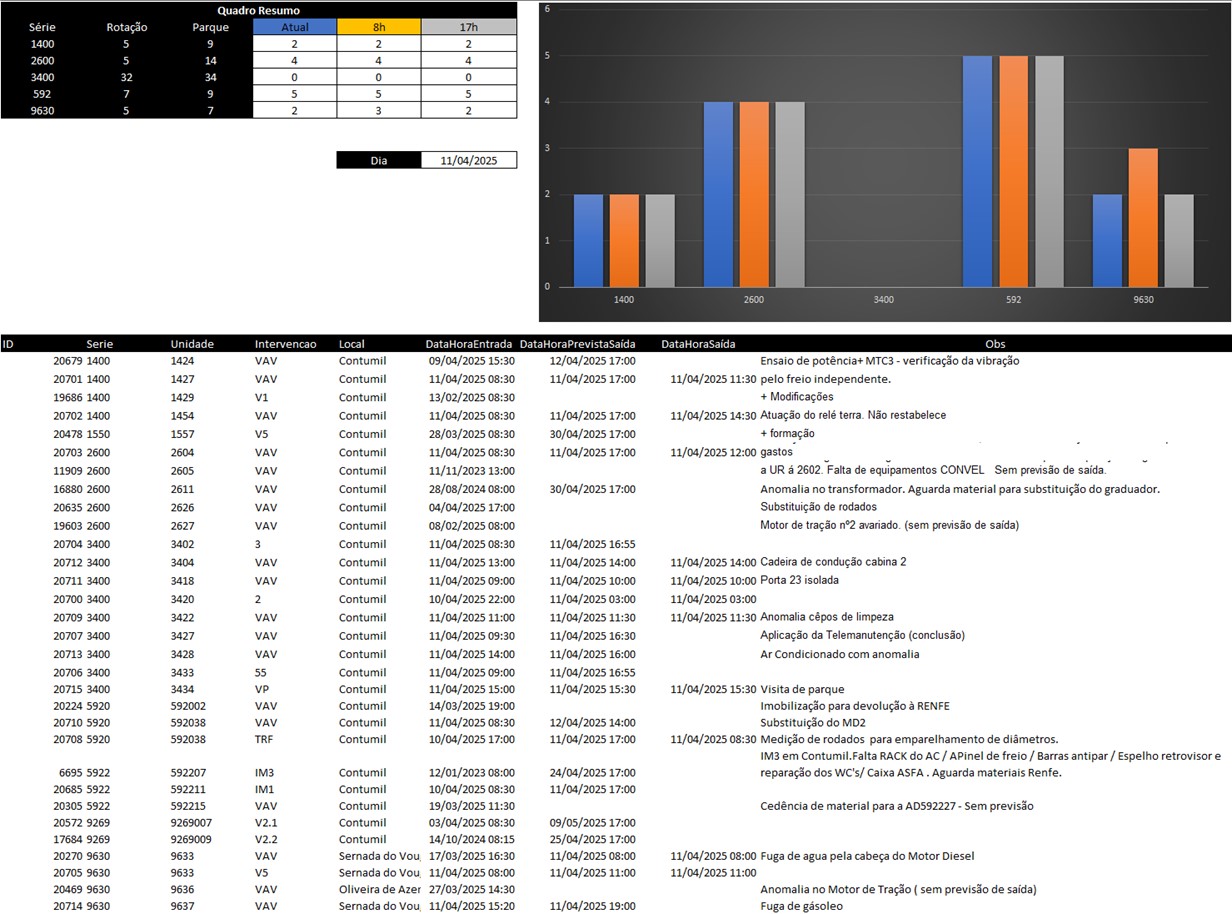 Quadro Resumo
Série Rotação Parque Atual 8h 17h
1400 5 9 2 2 2
2600 5 14 4 4 4
3400 32 34 0 0 0
592 7 9 5 5 5
9630 5 7 2 3 2
Dia 11/04/2025
6
5
4
3
2
1
0
1400 2600 3400 592 9630
ID Serie Unidade Intervencao Local DataHoraEntrada DataHoraPrevistaSaída DataHoraSaída Obs
20679 1400 1424 VAV Contumil 09/04/2025 15:30 12/04/2025 17:00 Ensaio de potência+ MTC3 - verificação da vibração
20701 1400 1427 VAV Contumil 11/04/2025 08:30 11/04/2025 17:00 11/04/2025 11:30 pelo freio independente.
19686 1400 1429 V1 Contumil 13/02/2025 08:30 + Modificações
20702 1400 1454 VAV Contumil 11/04/2025 08:30 11/04/2025 17:00 11/04/2025 14:30 Atuação do relé terra. Não restabelece
20478 1550 1557 V5 Contumil 28/03/2025 08:30 30/04/2025 17:00 + formação
20703 2600 2604 VAV Contumil 11/04/2025 08:30 11/04/2025 17:00 11/04/2025 12:00 gastos
11909 2600 2605 VAV Contumil 11/11/2023 13:00 a UR á 2602. Falta de equipamentos CONVEL Sem previsão de saída.
16880 2600 2611 VAV Contumil 28/08/2024 08:00 30/04/2025 17:00 Anomalia no transformador. Aguarda material para substituição do graduador.
20635 2600 2626 VAV Contumil 04/04/2025 17:00 Substituição de rodados
19603 2600 2627 VAV Contumil 08/02/2025 08:00 Motor de tração nº2 avariado. (sem previsão de saída)
20704 3400 3402 3 Contumil 11/04/2025 08:30 11/04/2025 16:55
20712 3400 3404 VAV Contumil 11/04/2025 13:00 11/04/2025 14:00 11/04/2025 14:00 Cadeira de condução cabina 2
20711 3400 3418 VAV Contumil 11/04/2025 09:00 11/04/2025 10:00 11/04/2025 10:00 Porta 23 isolada
20700 3400 3420 2 Contumil 10/04/2025 22:00 11/04/2025 03:00 11/04/2025 03:00
20709 3400 3422 VAV Contumil 11/04/2025 11:00 11/04/2025 11:30 11/04/2025 11:30 Anomalia cêpos de limpeza
20707 3400 3427 VAV Contumil 11/04/2025 09:30 11/04/2025 16:30 Aplicação da Telemanutenção (conclusão)
20713 3400 3428 VAV Contumil 11/04/2025 14:00 11/04/2025 16:00 Ar Condicionado com anomalia
20706 3400 3433 55 Contumil 11/04/2025 09:00 11/04/2025 16:55
20715 3400 3434 VP Contumil 11/04/2025 15:00 11/04/2025 15:30 11/04/2025 15:30 Visita de parque
20224 5920 592002 VAV Contumil 14/03/2025 19:00 Imobilização para devolução à RENFE
20710 5920 592038 VAV Contumil 11/04/2025 08:30 12/04/2025 14:00 Substituição do MD2
20708 5920 592038 TRF Contumil 10/04/2025 17:00 11/04/2025 17:00 11/04/2025 08:30 Medição de rodados para emparelhamento de diâmetros.
IM3 em Contumil.Falta RACK do AC / APinel de freio / Barras antipar / Espelho retrovisor e
6695 5922 592207 IM3 Contumil 12/01/2023 08:00 24/04/2025 17:00 reparação dos WC's/ Caixa ASFA . Aguarda materiais Renfe.
20685 5922 592211 IM1 Contumil 10/04/2025 08:30 11/04/2025 17:00
20305 5922 592215 VAV Contumil 19/03/2025 11:30 Cedência de material para a AD592227 - Sem previsão
20572 9269 9269007 V2.1 Contumil 03/04/2025 08:30 09/05/2025 17:00
17684 9269 9269009 V2.2 Contumil 14/10/2024 08:15 25/04/2025 17:00
20270 9630 9633 VAV Sernada do Vou 17/03/2025 16:30 11/04/2025 08:00 11/04/2025 08:00 Fuga de agua pela cabeça do Motor Diesel
20705 9630 9633 V5 Sernada do Vou 11/04/2025 08:00 11/04/2025 11:00 11/04/2025 11:00
20469 9630 9636 VAV Oliveira de Azer 27/03/2025 14:30 Anomalia no Motor de Tração ( sem previsão de saída)
20714 9630 9637 VAV Sernada do Vou 11/04/2025 15:20 11/04/2025 19:00 Fuga de gásoleo